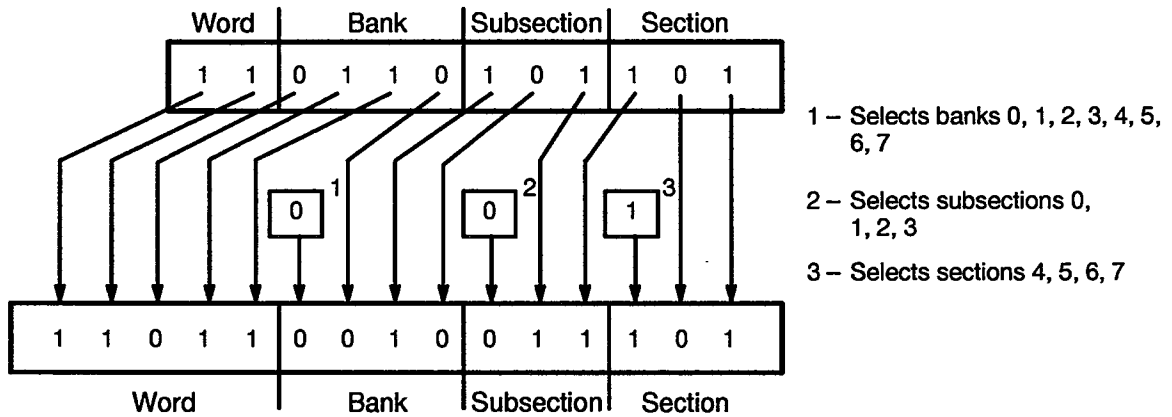 Word Bank Subsection Section
1 1 0 1 1 0 1 0 1 1 0 1
1 – Selects banks 0, 1, 2, 3, 4, 5,
6, 7
0 1 0 2 1 3
2 – Selects subsections 0,
1, 2, 3
3 – Selects sections 4, 5, 6, 7
1 1 0 1 1 0 0 1 0 0 1 1 1 0 1
Word Bank Subsection Section